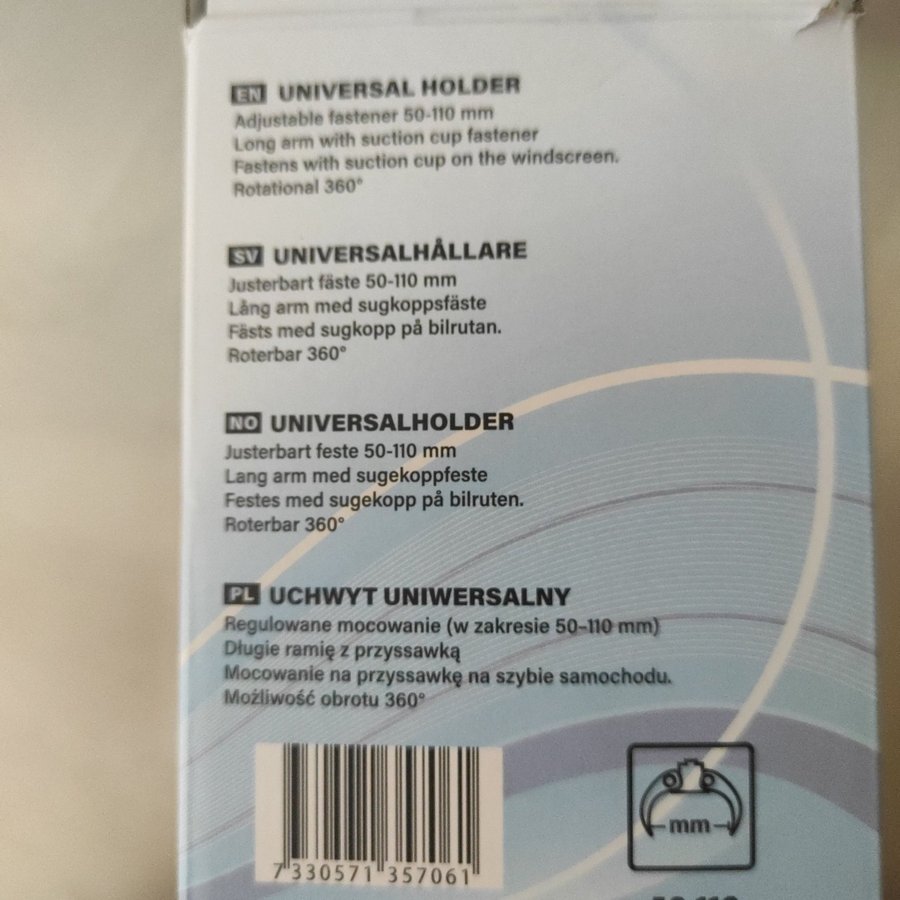 EN UNIVERSAL HOLDER
Adjustable fastener 50-110 mm
Long arm with suction cup fastener
Fastens with suction cup on the windscreen.
Rotational 360°
SV UNIVERSALHÅLLARE
Justerbart fäste 50-110 mm
Lång arm med sugkoppsfäste
Fästs med sugkopp på bilrutan.
Roterbar 360°
NO UNIVERSALHOLDER
Justerbart feste 50-110 mm
Lang arm med sugekoppfeste
Festes med sugekopp på bilruten.
Roterbar 360°
PL UCHWYT UNIWERSALNY
Regulowane mocowanie (w zakresie 50–110 mm)
Długie ramię z przyssawką
Mocowanie na przyssawkę na szybie samochodu.
Możliwość obrotu 360°
7 330571 357061
mm